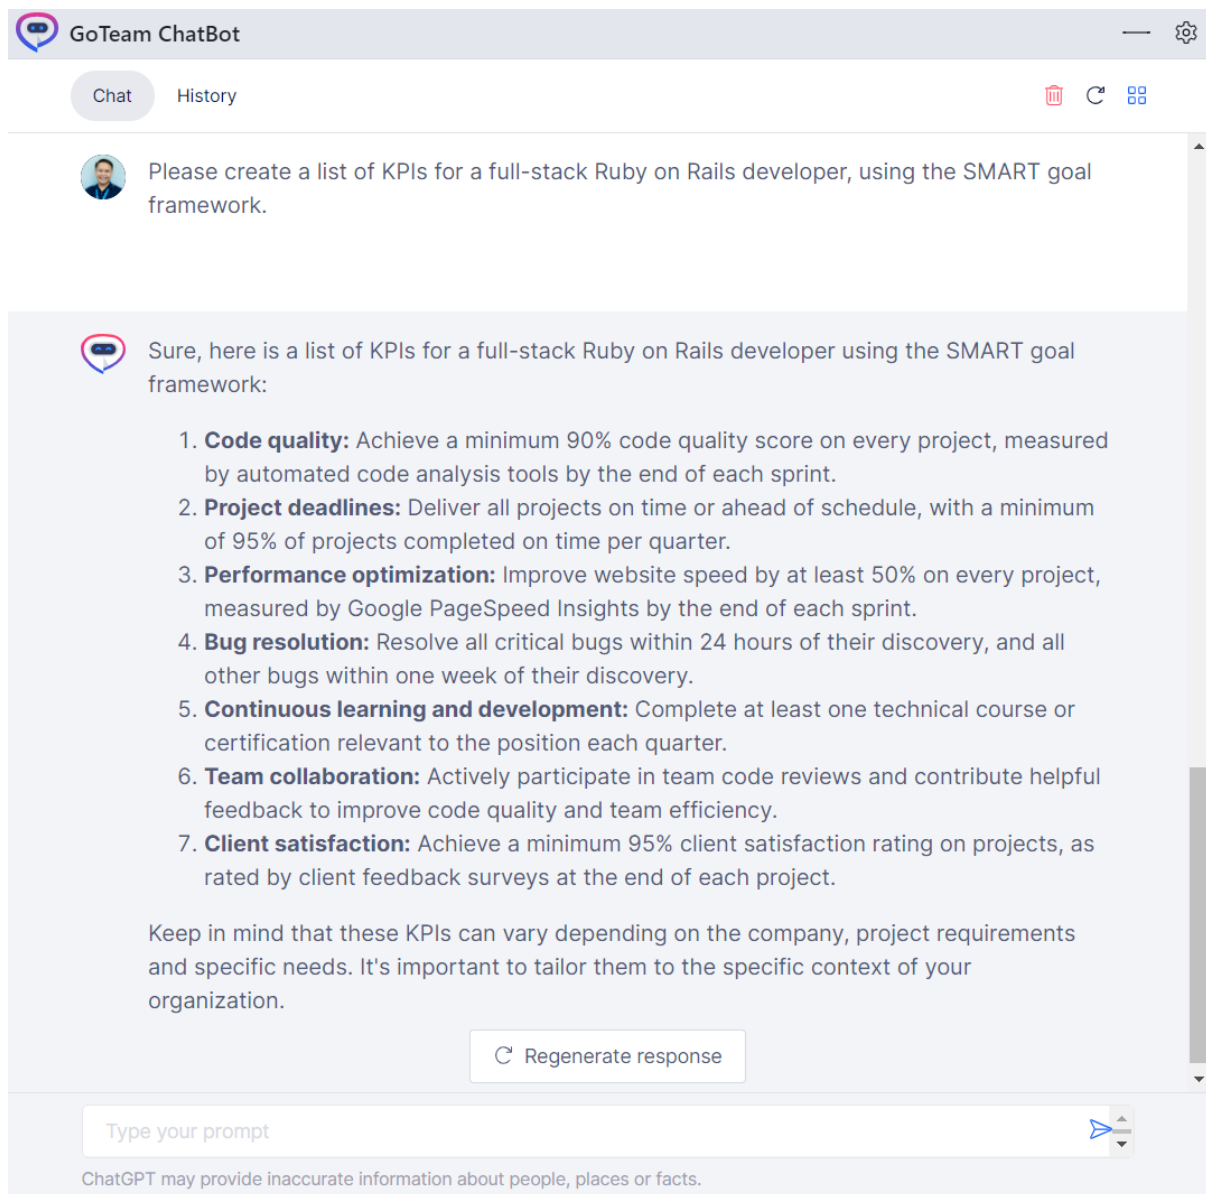 GoTeam ChatBot
Chat
History
Please create a list of KPIs for a full-stack Ruby on Rails developer, using the SMART goal
framework.
Sure, here is a list of KPIs for a full-stack Ruby on Rails developer using the SMART goal
framework:
1. Code quality: Achieve a minimum 90% code quality score on every project, measured
by automated code analysis tools by the end of each sprint.
2. Project deadlines: Deliver all projects on time or ahead of schedule, with a minimum
of 95% of projects completed on time per quarter.
3. Performance optimization: Improve website speed by at least 50% on every project,
measured by Google PageSpeed Insights by the end of each sprint.
4. Bug resolution: Resolve all critical bugs within 24 hours of their discovery, and all
other bugs within one week of their discovery.
5. Continuous learning and development: Complete at least one technical course or
certification relevant to the position each quarter.
6. Team collaboration: Actively participate in team code reviews and contribute helpful
feedback to improve code quality and team efficiency.
7. Client satisfaction: Achieve a minimum 95% client satisfaction rating on projects, as
rated by client feedback surveys at the end of each project.
Keep in mind that these KPIs can vary depending on the company, project requirements
and specific needs. It's important to tailor them to the specific context of your
organization.
Regenerate response
Type your prompt
ChatGPT may provide inaccurate information about people, places or facts.